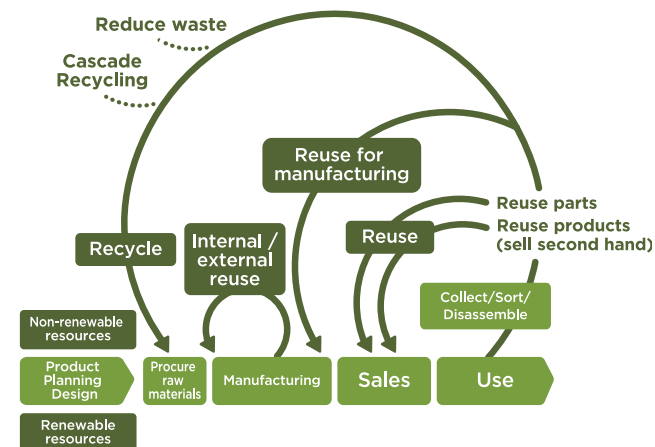 Reduce waste
Cascade
Recycling
Reuse for
manufacturing
Reuse parts
Reuse products
(sell second hand)
Recycle
Internal /
external
reuse
Reuse
Collect/Sort/
Disassemble
Non-renewable
resources
Product
Planning
Design
Procure
raw
materials
Manufacturing
Sales
Use
Renewable
resources